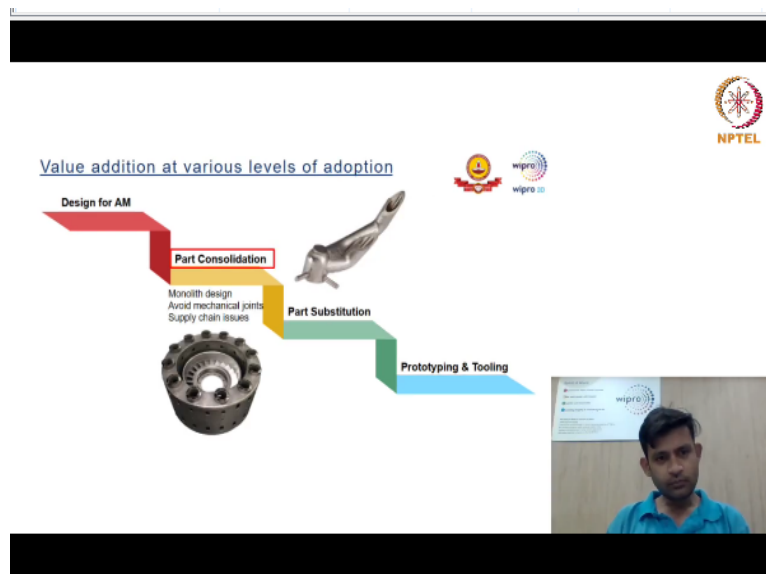 NPTEL
Value addition at various levels of adoption
wipro
wipro 3D
Design for AM
Part Consolidation
Monolith design
Avoid mechanical joints
Supply chain issues
Part Substitution
Prototyping & Tooling
wipro